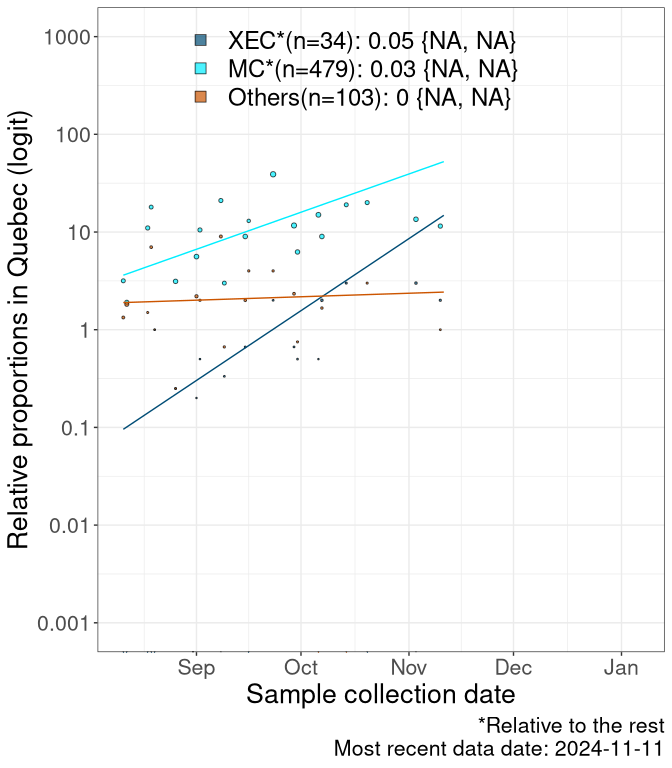 XEC*(n=34): 0.05 {NA, NA}
MC*(n=479): 0.03 {NA, NA}
Others(n=103): 0 {NA, NA}
Relative proportions in Quebec (logit)
1000
100
10
1
0.1
0.01
0.001
Sep Oct Nov Dec Jan
Sample collection date
*Relative to the rest
Most recent data date: 2024-11-11